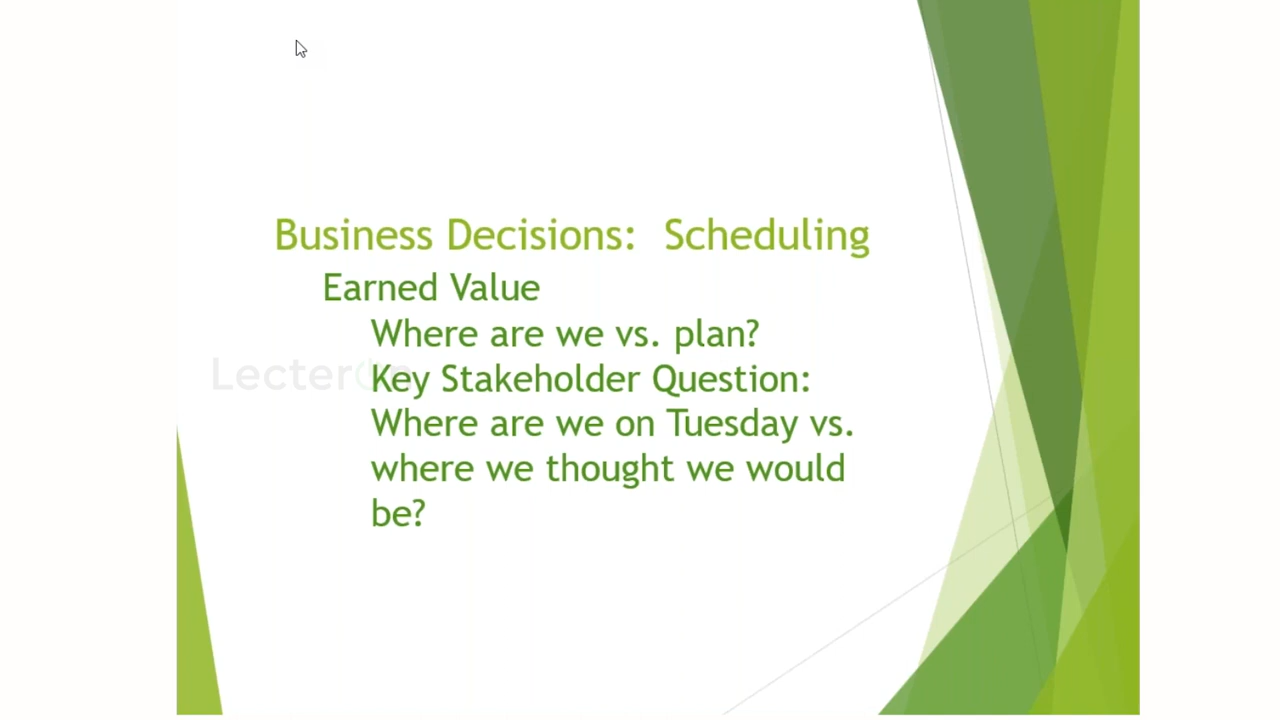 Business Decisions: Scheduling
Earned Value
Where are we vs. plan?
Key Stakeholder Question:
Where are we on Tuesday vs.
where we thought we would
be?
Lecteron